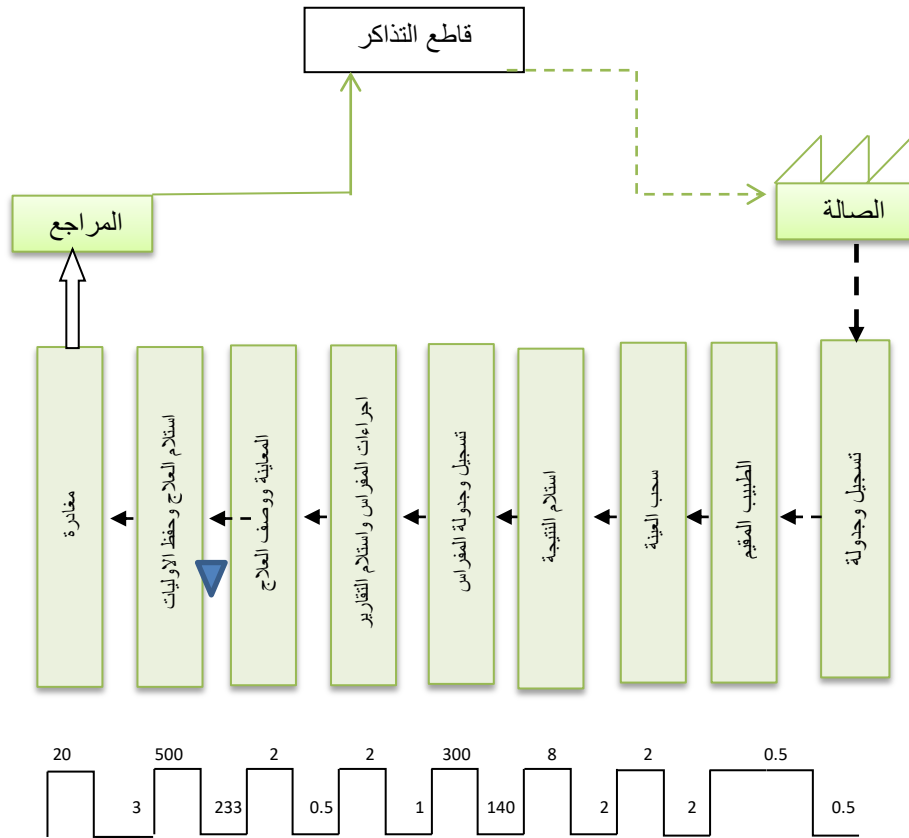 قاطع التذاكر
الصالة
المراجع
تسجيل وجدولة
الطبيب المقيم
سحب العينة
استلام النتيجة
تسجيل وجدولة المفراس
اجراءات المفراس واستلام التقارير
المعاينة ووصف العلاج
استلام العلاج وحفظ الاوليات
مغادرة
20 500 2 2 300 8 2 0.5
3 233 0.5 1 140 2 2 0.5